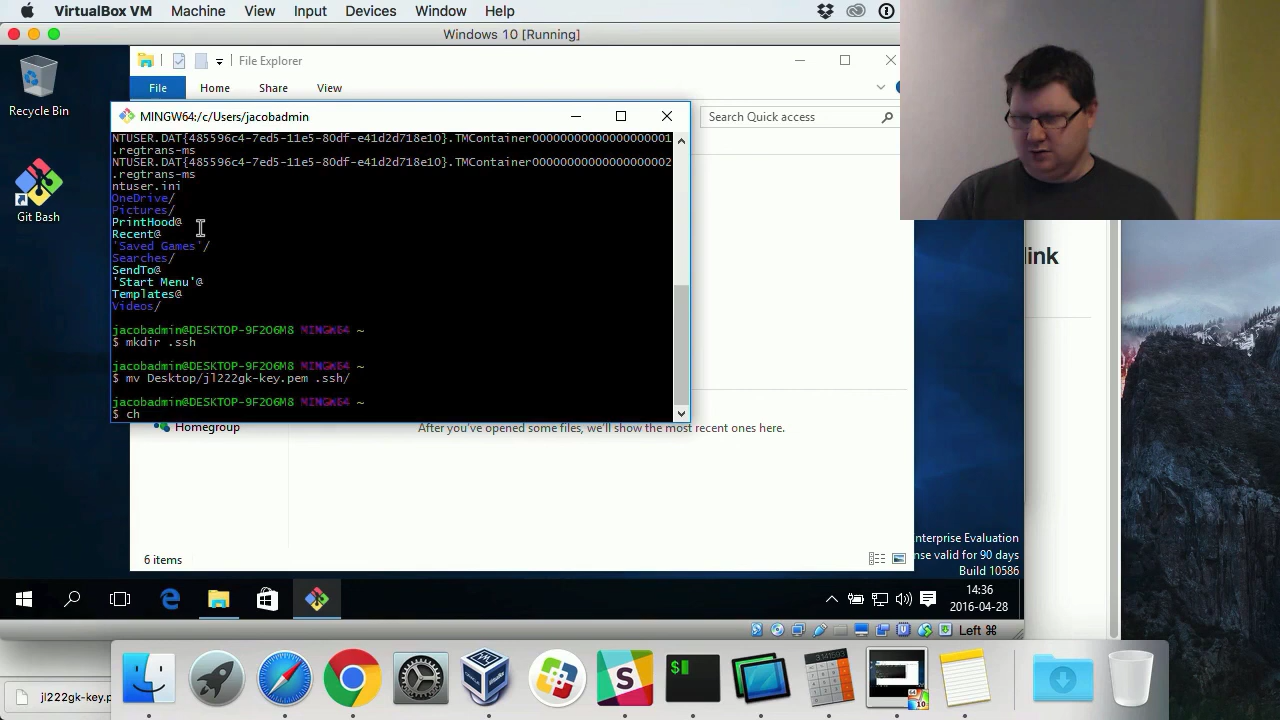 VirtualBox VM Machine View Input Devices Window Help
Windows 10 [Running]
Recycle Bin
Git Bash
File Explorer
File Home Share View
Search Quick access
MINGW64:/c/Users/jacobadmin
NTUSER.DAT{485596c4-7ed5-11e5-80df-e41d2d718e10}.TMContainer00000000000000000001
.regtrans-ms
NTUSER.DAT{485596c4-7ed5-11e5-80df-e41d2d718e10}.TMContainer00000000000000000002
.regtrans-ms
ntuser.ini
OneDrive/
Pictures/
PrintHood@
Recent@
'Saved Games'/
Searches/
SendTo@
'Start Menu'@
Templates@
Videos/
jacobadmin@DESKTOP-9F2O6M8 MINGW64 ~
$ mkdir .ssh
jacobadmin@DESKTOP-9F2O6M8 MINGW64 ~
$ mv Desktop/jl222gk-key.pem .ssh/
jacobadmin@DESKTOP-9F2O6M8 MINGW64 ~
$ ch
Homegroup
After you've opened some files, we'll show the most recent ones here.
6 items
link
nterprise Evaluation
nse valid for 90 days
Build 10586
14:36
2016-04-28
Left ⌘
jl222gk-key.p